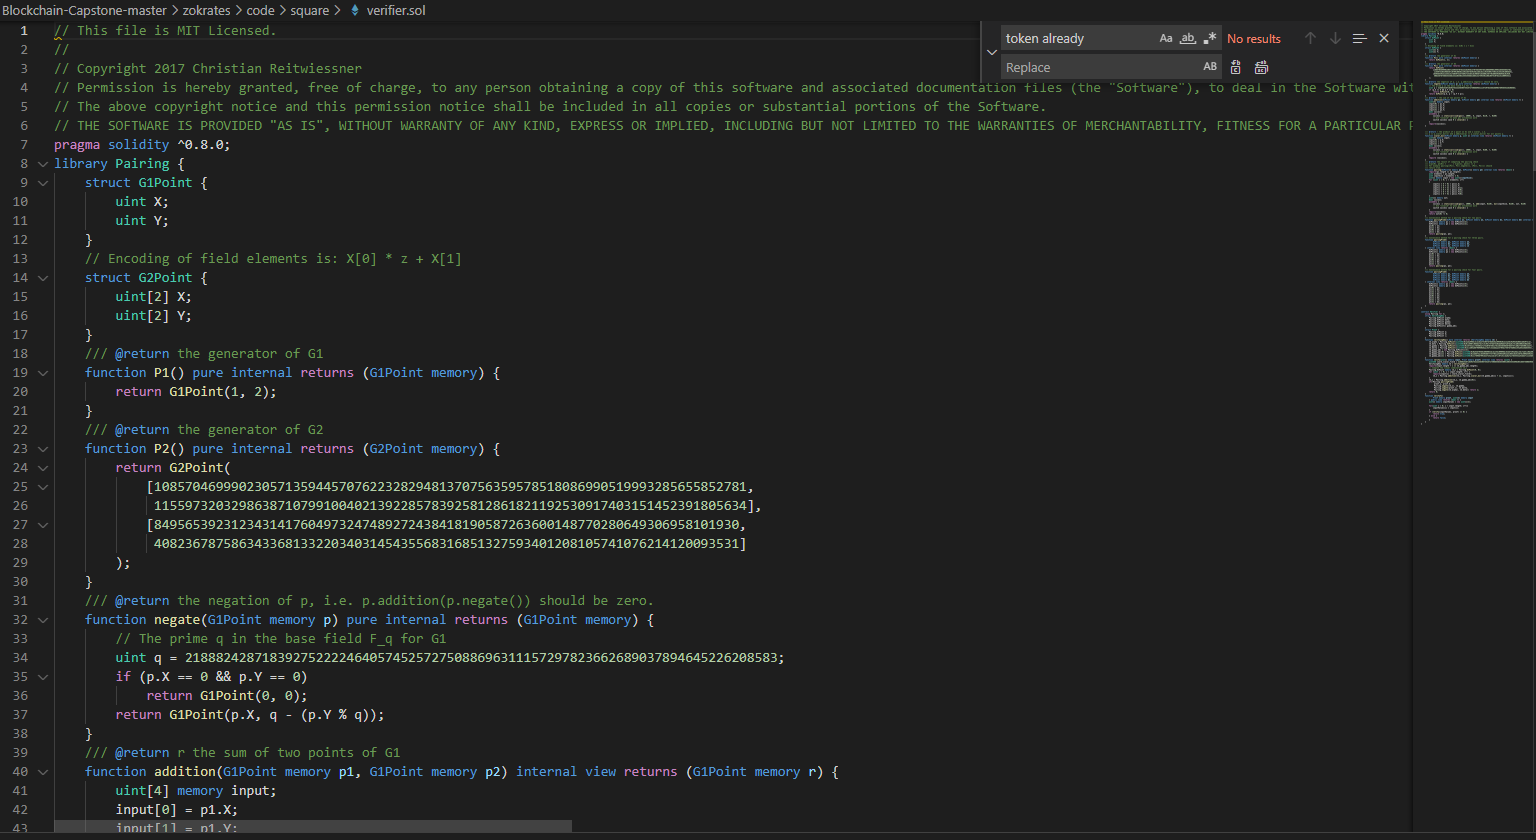 Blockchain-Capstone-master > zokrates > code > square > verifier.sol
token already Aa ab .* No results
Replace AB
1 // This file is MIT Licensed.
2 //
3 // Copyright 2017 Christian Reitwiessner
4 // Permission is hereby granted, free of charge, to any person obtaining a copy of this software and associated documentation files (the "Software"), to deal in the Software wit
5 // The above copyright notice and this permission notice shall be included in all copies or substantial portions of the Software.
6 // THE SOFTWARE IS PROVIDED "AS IS", WITHOUT WARRANTY OF ANY KIND, EXPRESS OR IMPLIED, INCLUDING BUT NOT LIMITED TO THE WARRANTIES OF MERCHANTABILITY, FITNESS FOR A PARTICULAR P
7 pragma solidity ^0.8.0;
8 library Pairing {
9 struct G1Point {
10 uint X;
11 uint Y;
12 }
13 // Encoding of field elements is: X[0] * z + X[1]
14 struct G2Point {
15 uint[2] X;
16 uint[2] Y;
17 }
18 /// @return the generator of G1
19 function P1() pure internal returns (G1Point memory) {
20 return G1Point(1, 2);
21 }
22 /// @return the generator of G2
23 function P2() pure internal returns (G2Point memory) {
24 return G2Point(
25 [10857046999023057135944570762232829481370756359578518086990519993285655852781,
26 11559732032986387107991004021392285783925812861821192530917403151452391805634],
27 [8495653923123431417604973247489272438418190587263600148770280649306958101930,
28 4082367875863433681332203403145435568316851327593401208105741076214120093531]
29 );
30 }
31 /// @return the negation of p, i.e. p.addition(p.negate()) should be zero.
32 function negate(G1Point memory p) pure internal returns (G1Point memory) {
33 // The prime q in the base field F_q for G1
34 uint q = 21888242871839275222246405745257275088696311157297823662689037894645226208583;
35 if (p.X == 0 && p.Y == 0)
36 return G1Point(0, 0);
37 return G1Point(p.X, q - (p.Y % q));
38 }
39 /// @return r the sum of two points of G1
40 function addition(G1Point memory p1, G1Point memory p2) internal view returns (G1Point memory r) {
41 uint[4] memory input;
42 input[0] = p1.X;
43 input[1] = p1.Y;